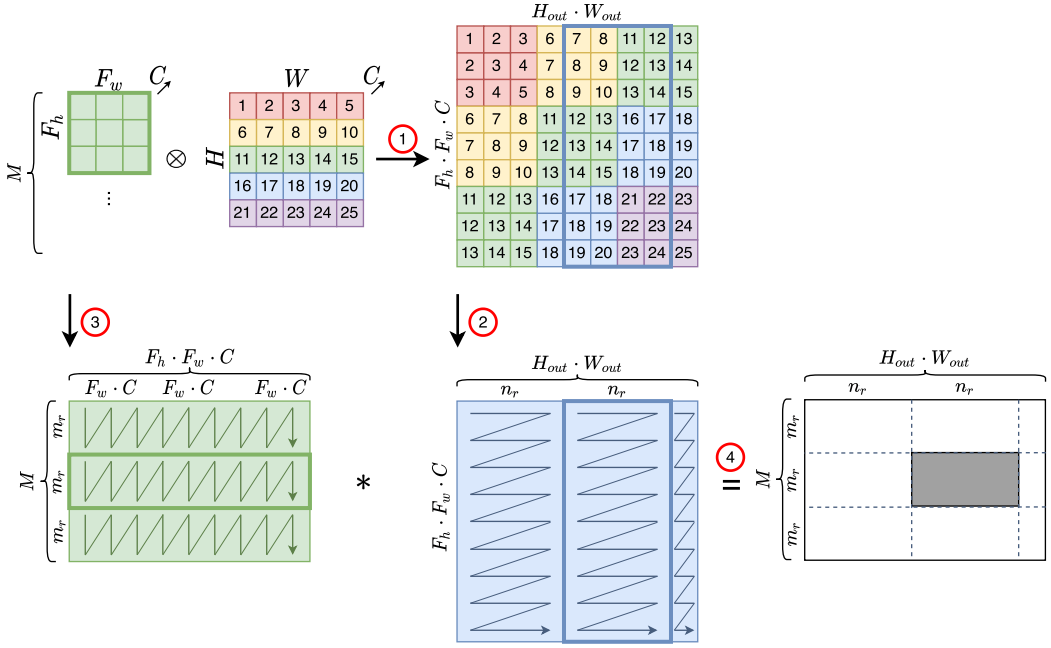 H_out · W_out
F_w C W C
M F_h H F_h · F_w · C
1 2 3 4 5
6 7 8 9 10
11 12 13 14 15
16 17 18 19 20
21 22 23 24 25
⊗
⋮
1
1 2 3 6 7 8 11 12 13
2 3 4 7 8 9 12 13 14
3 4 5 8 9 10 13 14 15
6 7 8 11 12 13 16 17 18
7 8 9 12 13 14 17 18 19
8 9 10 13 14 15 18 19 20
11 12 13 16 17 18 21 22 23
12 13 14 17 18 19 22 23 24
13 14 15 18 19 20 23 24 25
3
2
F_h · F_w · C
F_w · C F_w · C F_w · C
M
m_r
m_r
m_r
*
H_out · W_out
n_r n_r
F_h · F_w · C
4
=
H_out · W_out
n_r n_r
M
m_r
m_r
m_r